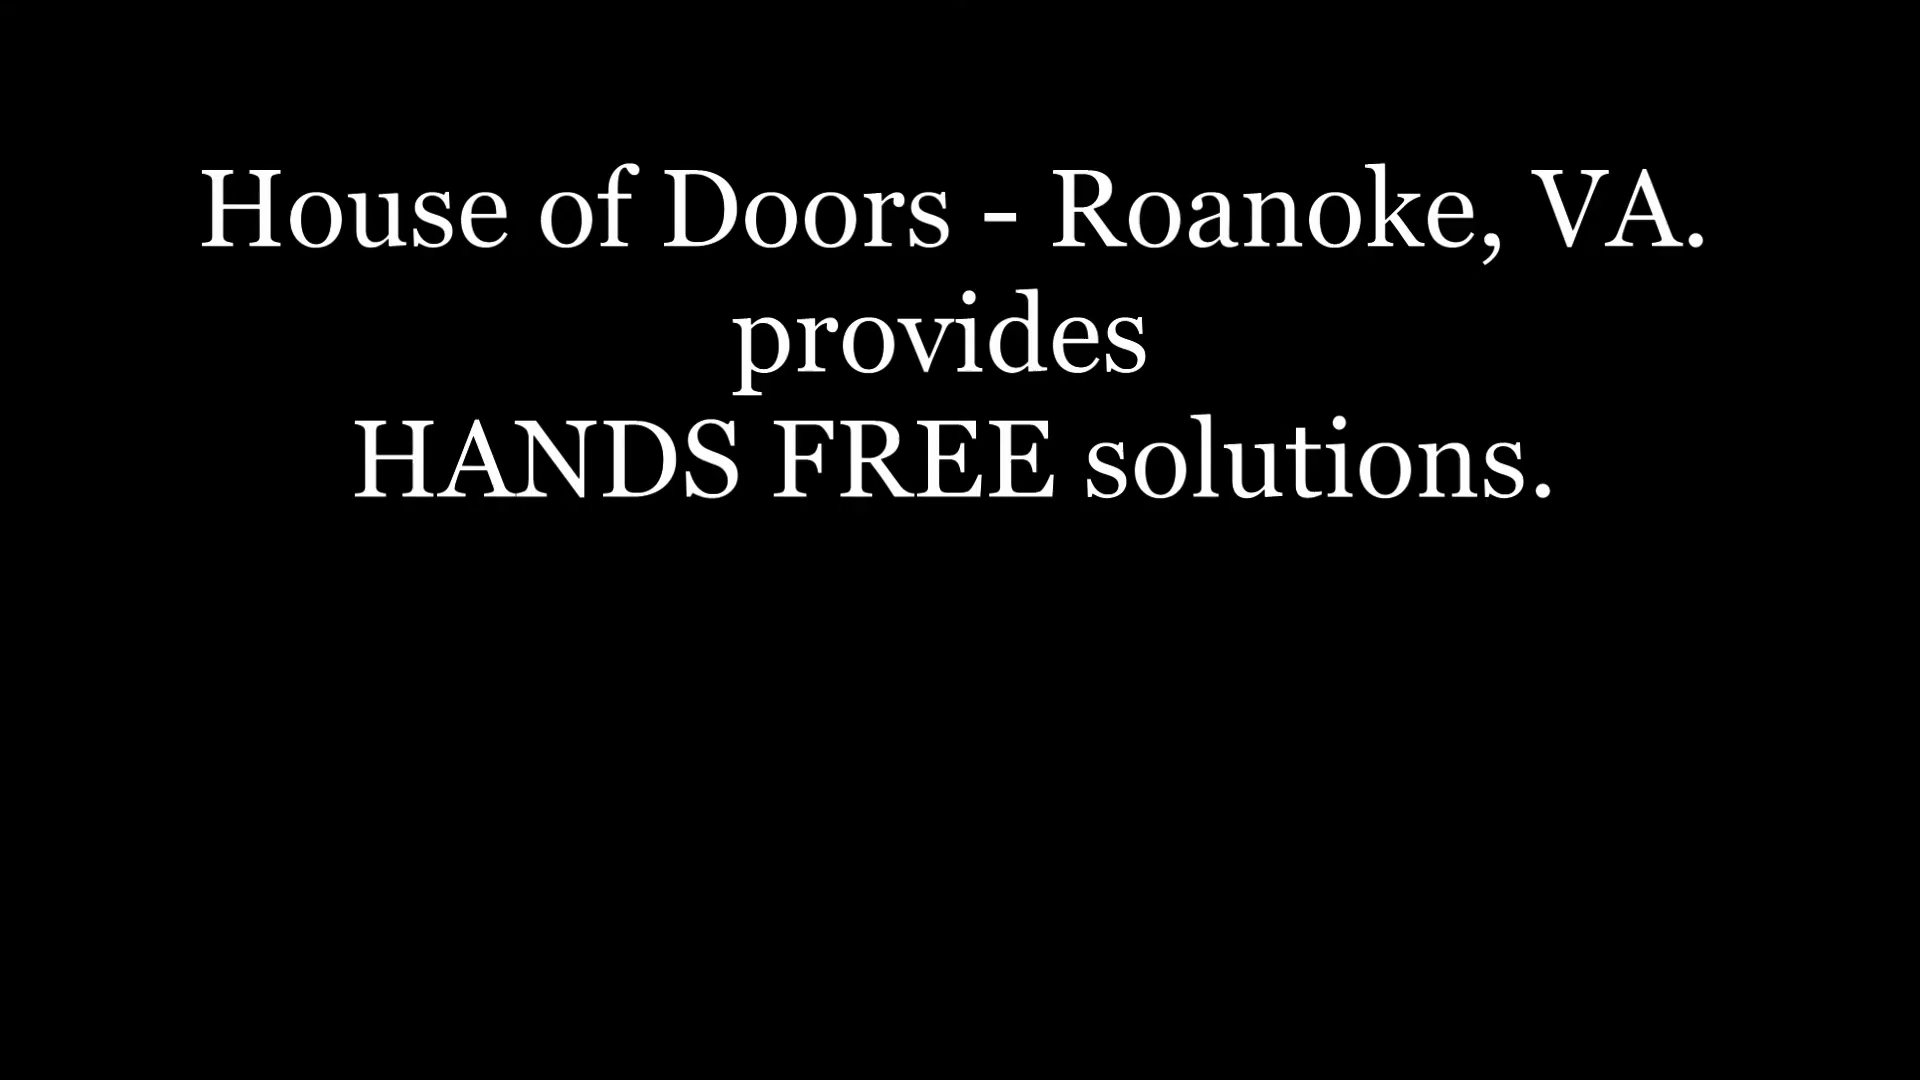 House of Doors - Roanoke, VA.
provides
HANDS FREE solutions.